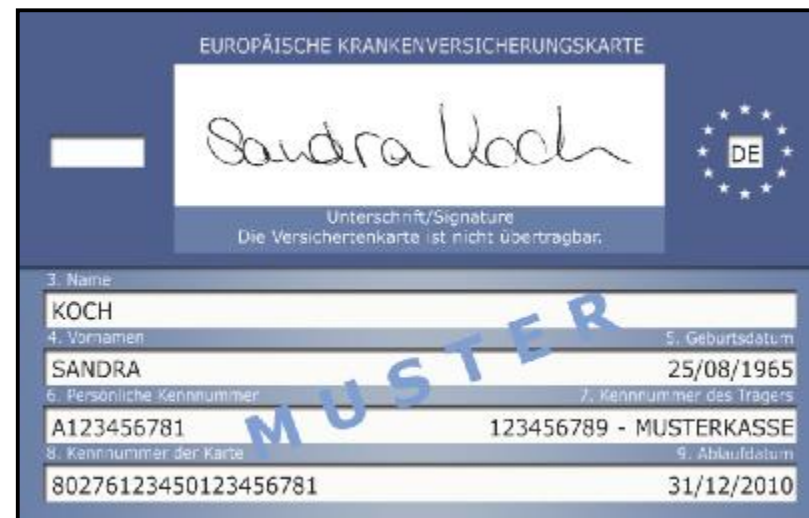 EUROPÄISCHE KRANKENVERSICHERUNGSKARTE
Sandra Koch
DE
Unterschrift/Signature
Die Versichertenkarte ist nicht übertragbar.
3. Name
KOCH
4. Vornamen 5. Geburtsdatum
SANDRA 25/08/1965
6. Persönliche Kennnummer 7. Kennnummer des Trägers
A123456781 123456789 - MUSTERKASSE
8. Kennnummer der Karte 9. Ablaufdatum
80276123450123456781 31/12/2010
MUSTER